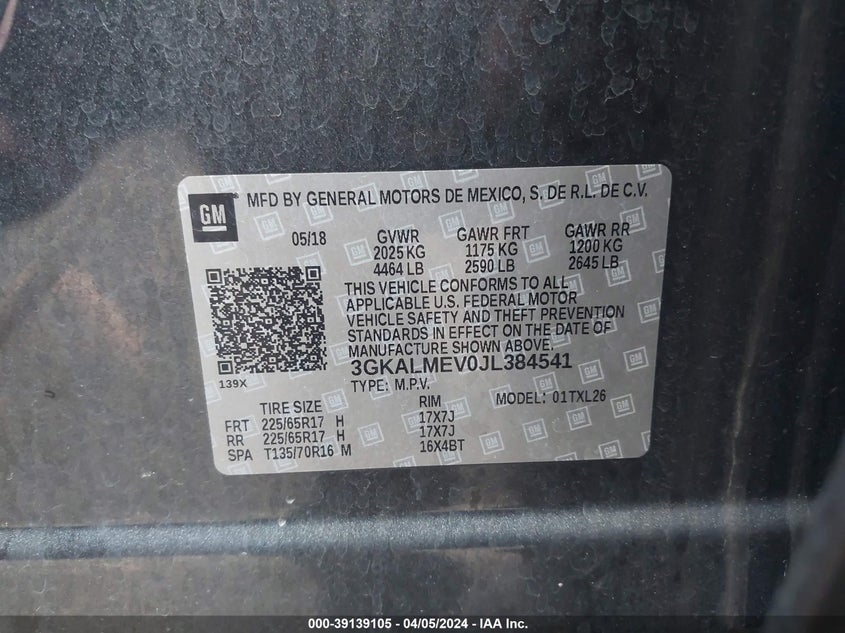 GM
MFD BY GENERAL MOTORS DE MEXICO, S. DE R.L. DE C.V.
05/18 GVWR GAWR FRT GAWR RR
2025 KG 1175 KG 1200 KG
4464 LB 2590 LB 2645 LB
THIS VEHICLE CONFORMS TO ALL
APPLICABLE U.S. FEDERAL MOTOR
VEHICLE SAFETY AND THEFT PREVENTION
STANDARDS IN EFFECT ON THE DATE OF
MANUFACTURE SHOWN ABOVE.
139X
3GKALMEV0JL384541
TYPE: M.P.V.
TIRE SIZE RIM MODEL: 01TXL26
FRT 225/65R17 H 17X7J
RR 225/65R17 H 17X7J
SPA T135/70R16 M 16X4BT
000-39139105 - 04/05/2024 - IAA Inc.